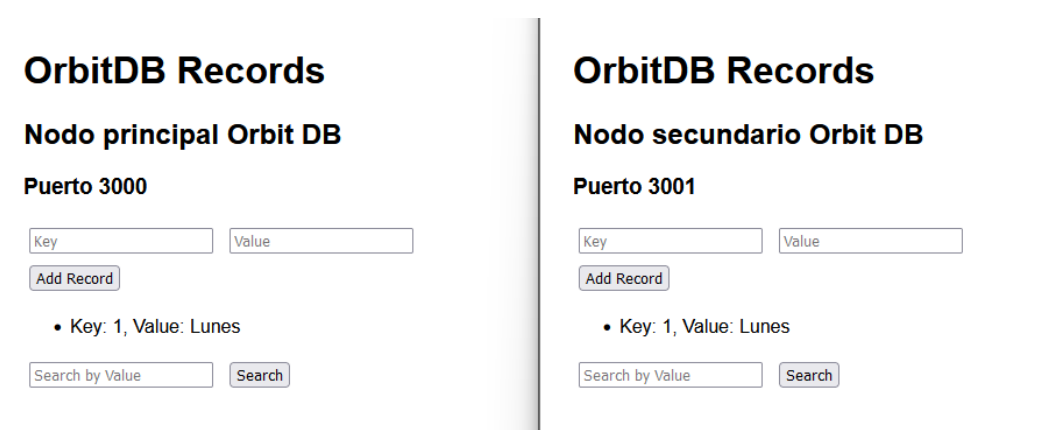 OrbitDB Records
Nodo principal Orbit DB
Puerto 3000
Key Value
Add Record
• Key: 1, Value: Lunes
Search by Value Search
OrbitDB Records
Nodo secundario Orbit DB
Puerto 3001
Key Value
Add Record
• Key: 1, Value: Lunes
Search by Value Search